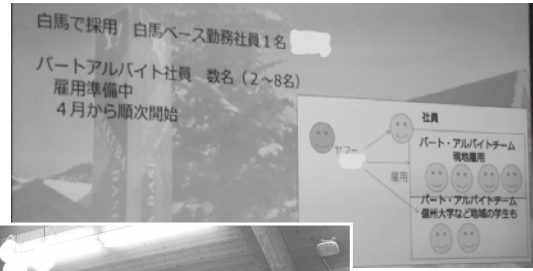 白馬で採用　白馬ベース勤務社員1名
パートアルバイト社員　数名（2～8名）
雇用準備中
4月から順次開始
社員
ヤフー
雇用
パート・アルバイトチーム
現地雇用
パート・アルバイトチーム
信州大学など地域の学生も